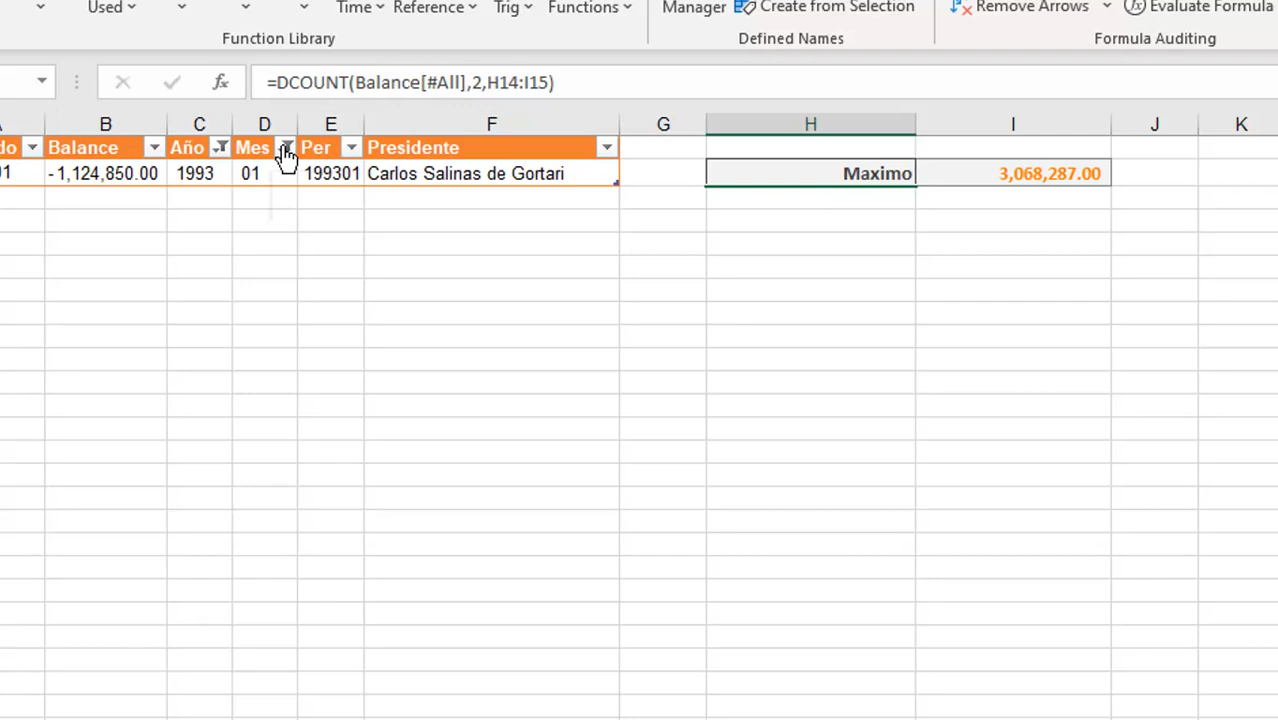 Used Time Reference Trig Functions Manager Create from Selection Remove Arrows Evaluate Formula
Function Library Defined Names Formula Auditing
fx =DCOUNT(Balance[#All],2,H14:I15)
B C D E F G H I J K
do Balance Año Mes Per Presidente
01 -1,124,850.00 1993 01 199301 Carlos Salinas de Gortari Maximo 3,068,287.00